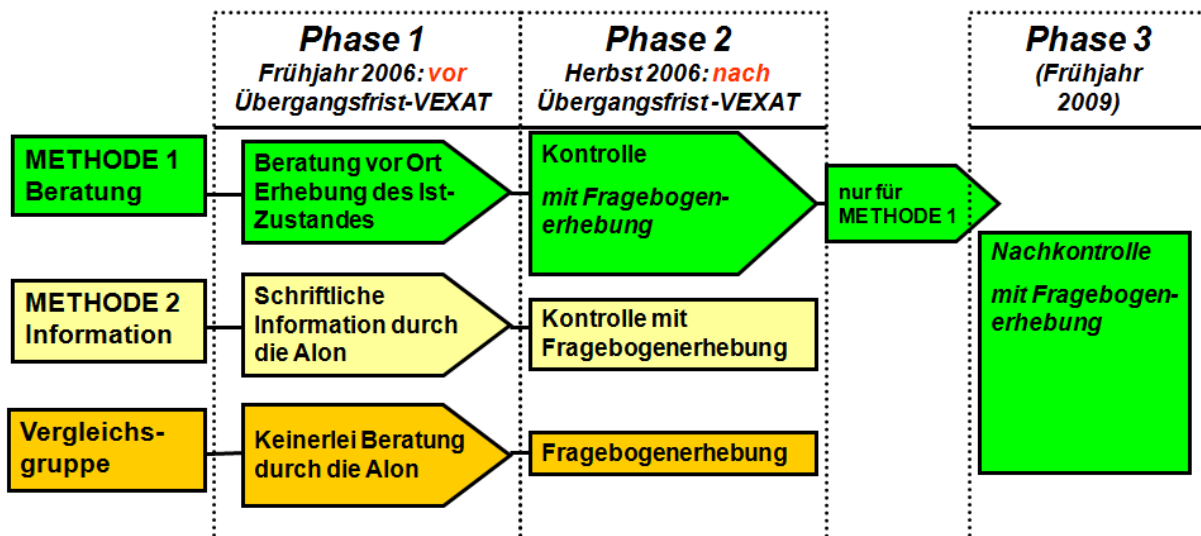 Phase 1
Frühjahr 2006: vor
Übergangsfrist-VEXAT
Phase 2
Herbst 2006: nach
Übergangsfrist -VEXAT
Phase 3
(Frühjahr
2009)
METHODE 1
Beratung
Beratung vor Ort
Erhebung des Ist-
Zustandes
Kontrolle
mit Fragebogen-
erhebung
nur für
METHODE 1
Nachkontrolle
mit Fragebogen-
erhebung
METHODE 2
Information
Schriftliche
Information durch
die Alon
Kontrolle mit
Fragebogenerhebung
Vergleichs-
gruppe
Keinerlei Beratung
durch die Alon
Fragebogenerhebung